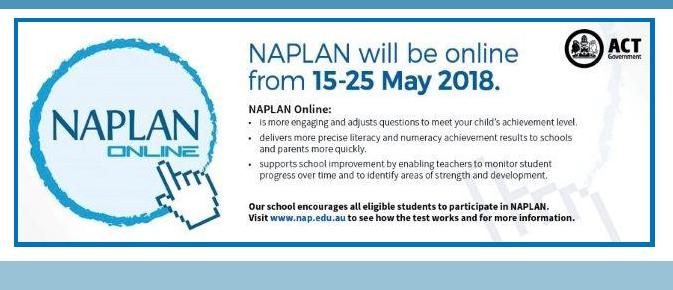 NAPLAN
ONLINE
NAPLAN will be online
from 15-25 May 2018.
ACT
Government
NAPLAN Online:
• is more engaging and adjusts questions to meet your child's achievement level.
• delivers more precise literacy and numeracy achievement results to schools
and parents more quickly.
• supports school improvement by enabling teachers to monitor student
progress over time and to identify areas of strength and development.
Our school encourages all eligible students to participate in NAPLAN.
Visit www.nap.edu.au to see how the test works and for more information.